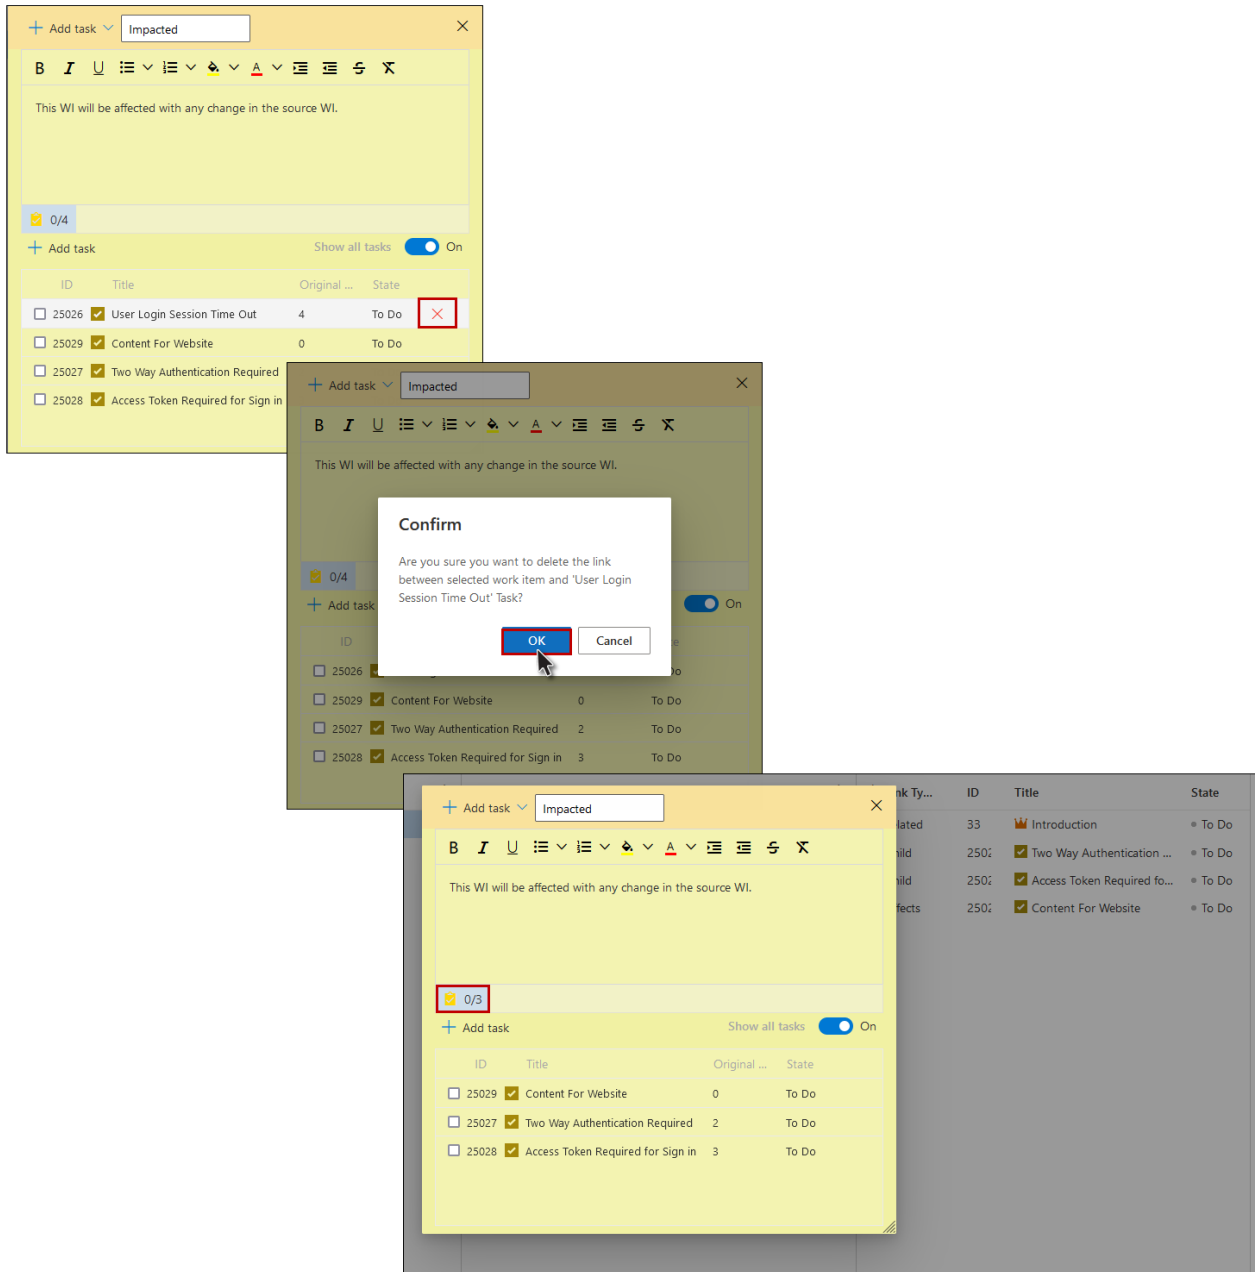 Add task Impacted
B I U A S
This WI will be affected with any change in the source WI.
0/4
Add task Show all tasks On
ID Title Original ... State
25026 User Login Session Time Out 4 To Do
25029 Content For Website 0 To Do
25027 Two Way Authentication Required
25028 Access Token Required for Sign in
Add task Impacted
B I U A S
This WI will be affected with any change in the source WI.
Confirm
Are you sure you want to delete the link
between selected work item and 'User Login
Session Time Out' Task?
OK Cancel
0/4
Add task On
ID
25026
25029 Content For Website 0 To Do
25027 Two Way Authentication Required 2 To Do
25028 Access Token Required for Sign in 3 To Do
Add task Impacted
B I U A S
This WI will be affected with any change in the source WI.
0/3
Add task Show all tasks On
ID Title Original ... State
25029 Content For Website 0 To Do
25027 Two Way Authentication Required 2 To Do
25028 Access Token Required for Sign in 3 To Do
nk Ty... ID Title State
lated 33 Introduction To Do
ild 2502 Two Way Authentication ... To Do
ild 2502 Access Token Required fo... To Do
fects 2502 Content For Website To Do